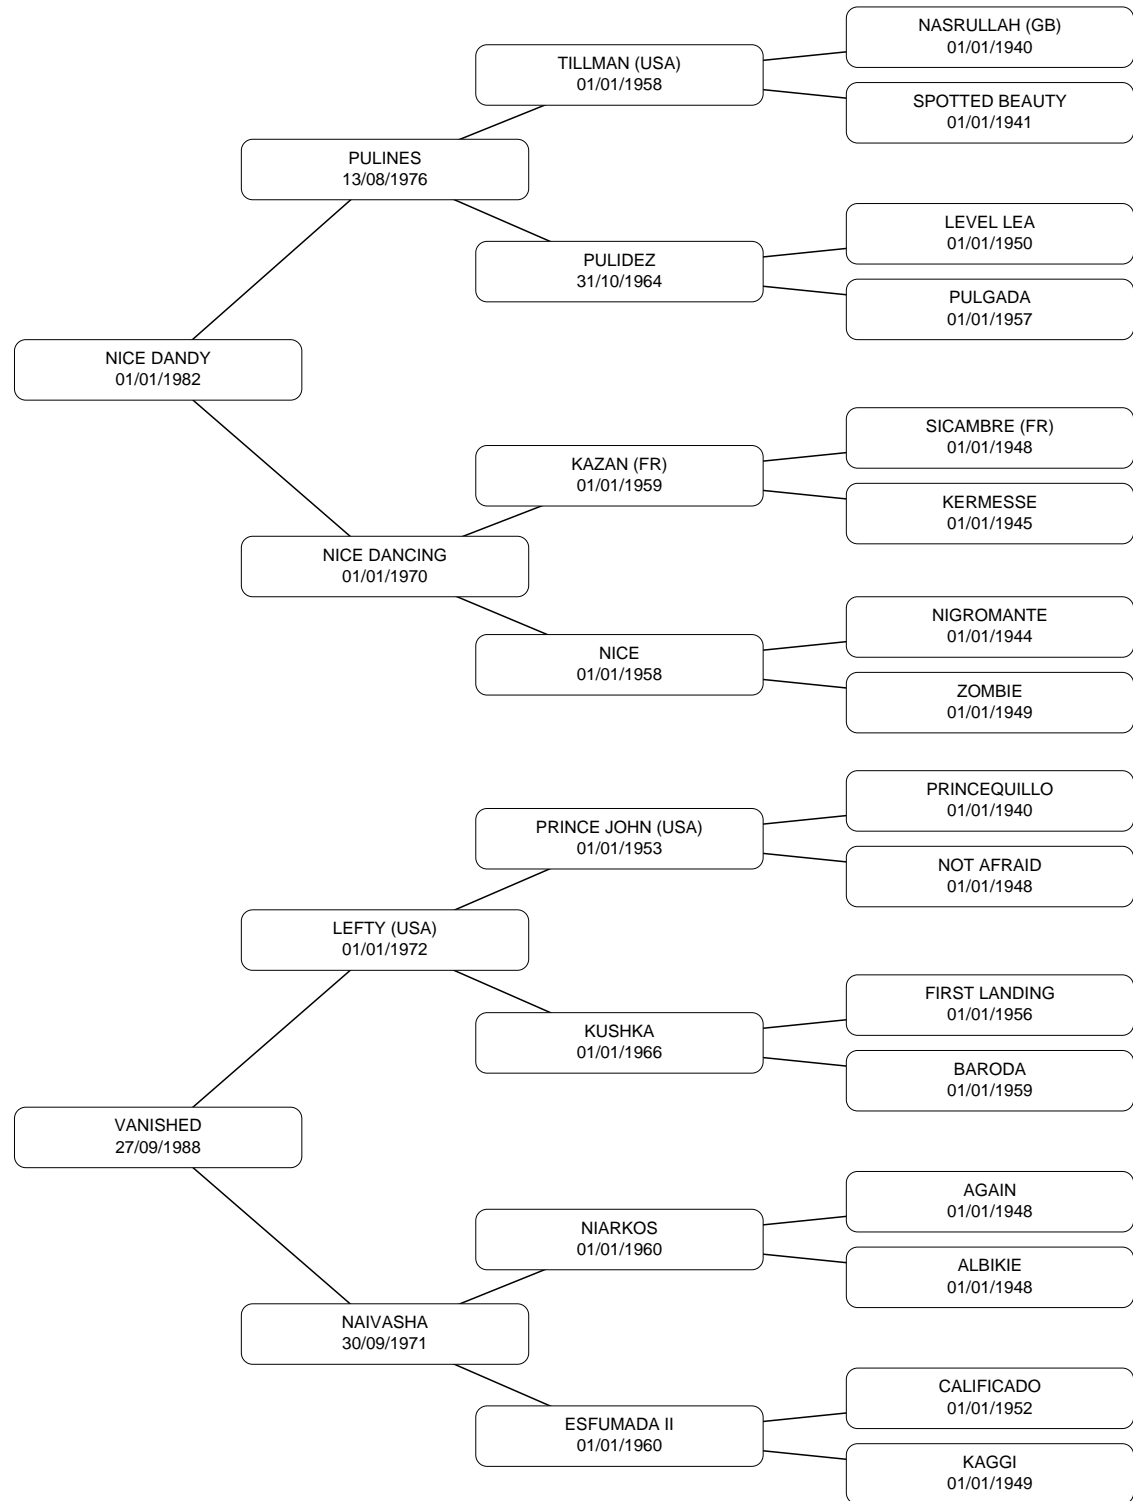 NASRULLAH (GB)
01/01/1940
TILLMAN (USA)
01/01/1958
SPOTTED BEAUTY
01/01/1941
PULINES
13/08/1976
LEVEL LEA
01/01/1950
PULIDEZ
31/10/1964
PULGADA
01/01/1957
NICE DANDY
01/01/1982
SICAMBRE (FR)
01/01/1948
KAZAN (FR)
01/01/1959
KERMESSE
01/01/1945
NICE DANCING
01/01/1970
NIGROMANTE
01/01/1944
NICE
01/01/1958
ZOMBIE
01/01/1949
PRINCEQUILLO
01/01/1940
PRINCE JOHN (USA)
01/01/1953
NOT AFRAID
01/01/1948
LEFTY (USA)
01/01/1972
FIRST LANDING
01/01/1956
KUSHKA
01/01/1966
BARODA
01/01/1959
VANISHED
27/09/1988
AGAIN
01/01/1948
NIARKOS
01/01/1960
ALBIKIE
01/01/1948
NAIVASHA
30/09/1971
CALIFICADO
01/01/1952
ESFUMADA II
01/01/1960
KAGGI
01/01/1949